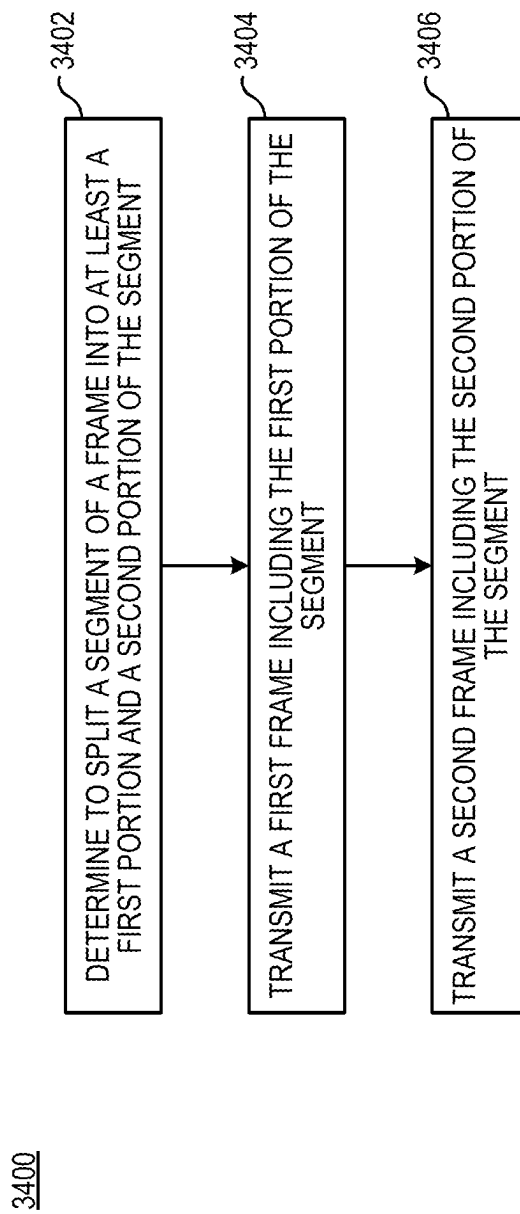 3400
3402
DETERMINE TO SPLIT A SEGMENT OF A FRAME INTO AT LEAST A
FIRST PORTION AND A SECOND PORTION OF THE SEGMENT
3404
TRANSMIT A FIRST FRAME INCLUDING THE FIRST PORTION OF THE
SEGMENT
3406
TRANSMIT A SECOND FRAME INCLUDING THE SECOND PORTION OF
THE SEGMENT